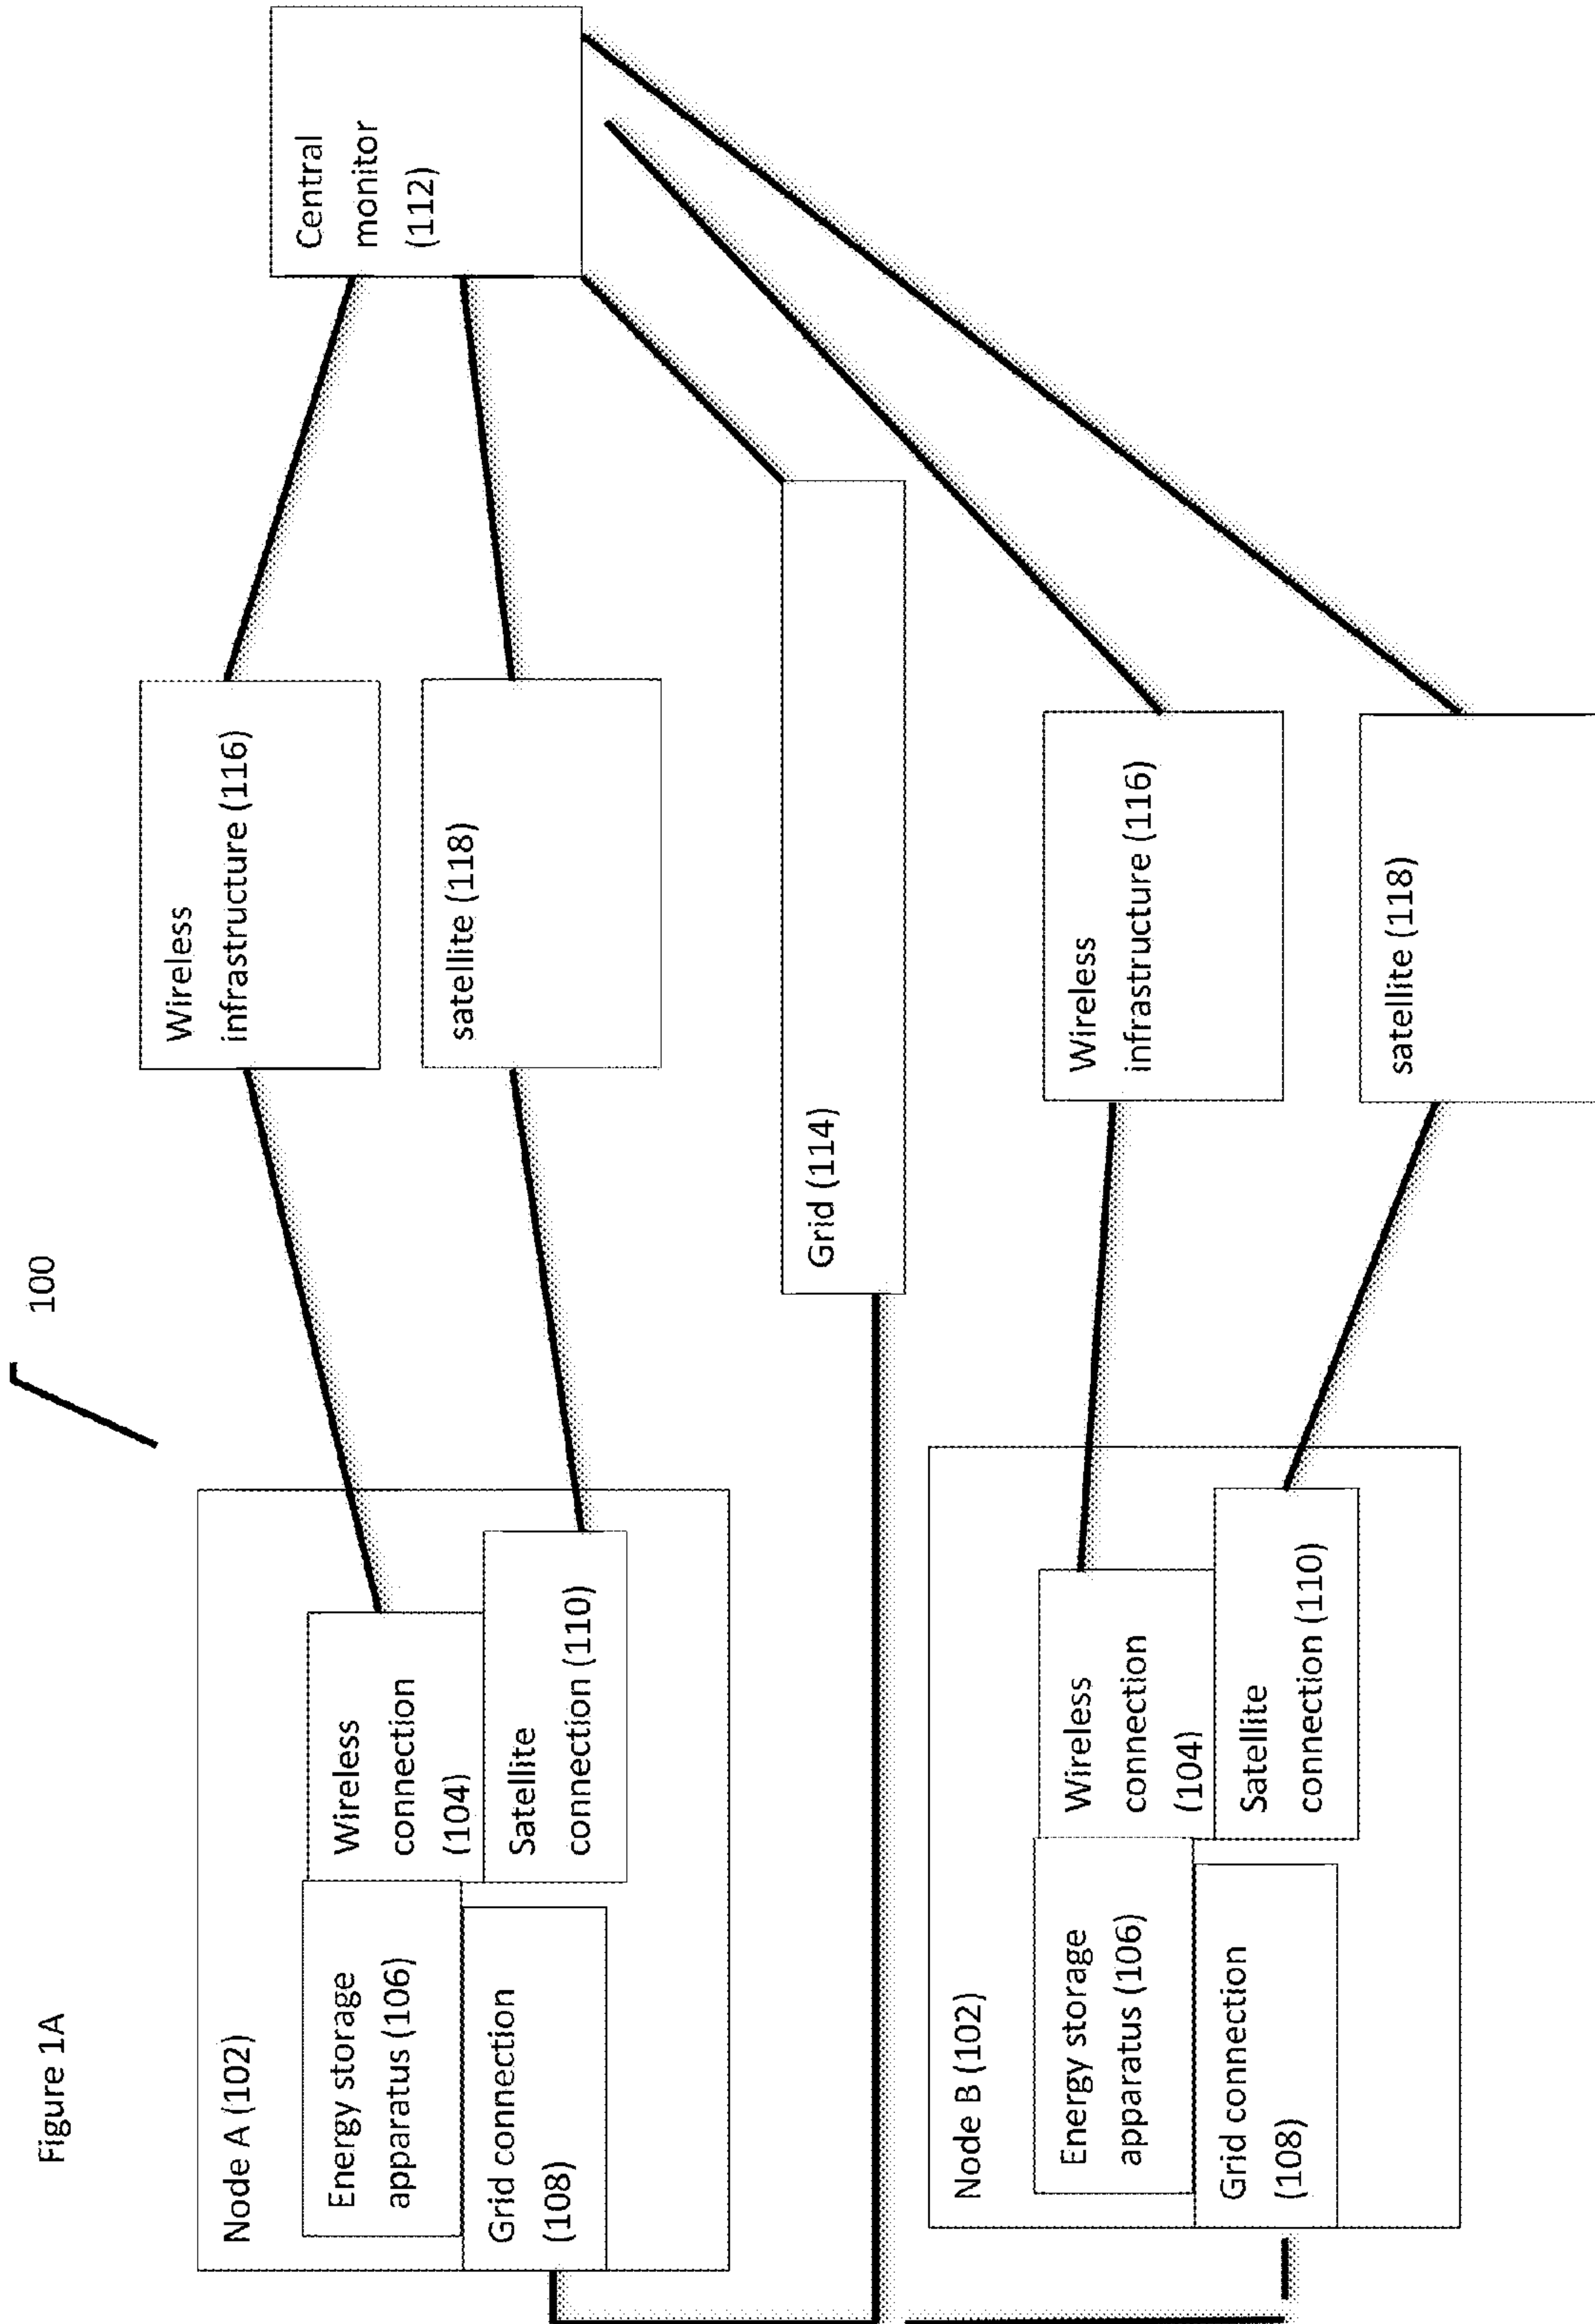 Figure 1A
100
Node A (102)
Energy storage
apparatus (106)
Wireless
connection
(104)
Grid connection
(108)
Satellite
connection (110)
Wireless
infrastructure (116)
satellite (118)
Central
monitor
(112)
Grid (114)
Node B (102)
Energy storage
apparatus (106)
Wireless
connection
(104)
Grid connection
(108)
Satellite
connection (110)
Wireless
infrastructure (116)
satellite (118)